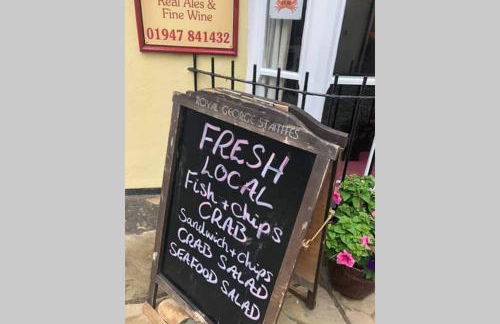 Real Ales &
Fine Wine
01947 841432
ROYAL GEORGE STAITHES
FRESH
LOCAL
Fish + Chips
CRAB
Sandwich + Chips
CRAB SALAD
SEAFOOD SALAD